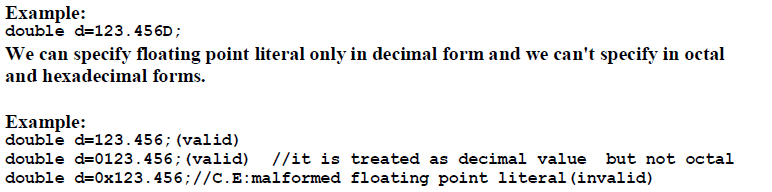 Example:
double d=123.456D;
We can specify floating point literal only in decimal form and we can't specify in octal
and hexadecimal forms.
Example:
double d=123.456;(valid)
double d=0123.456;(valid)  //it is treated as decimal value  but not octal
double d=0x123.456;//C.E:malformed floating point literal(invalid)